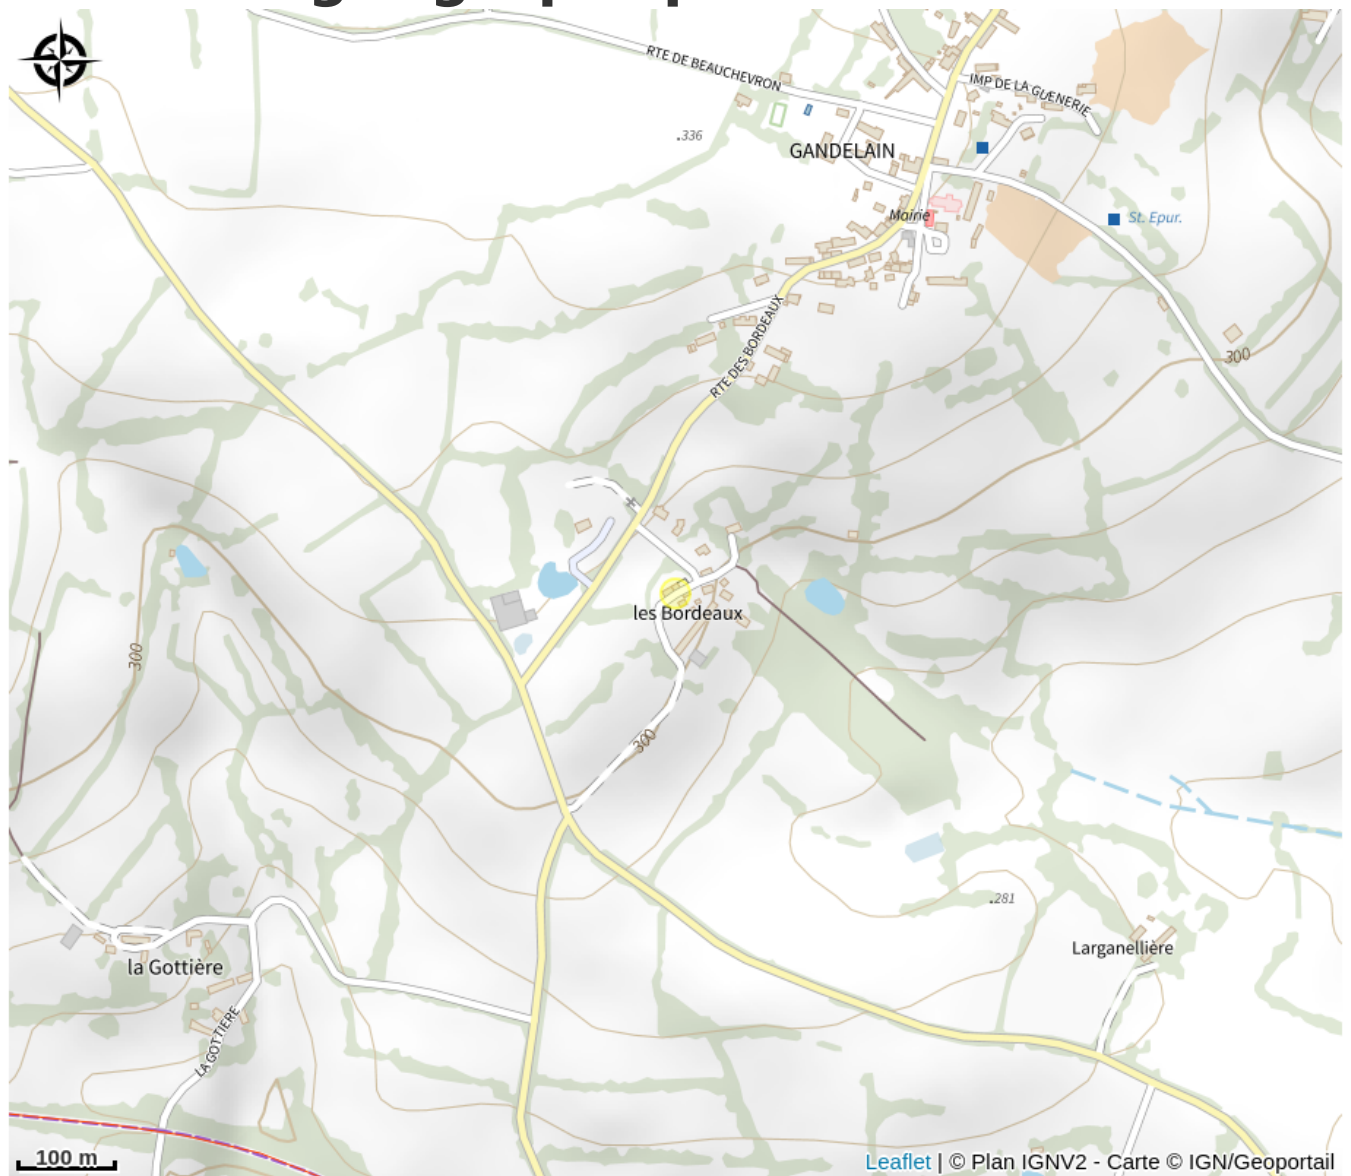 RTE DE BEAUCHEVRON
IMP DE LA GUENERIE
.336
GANDELAIN
Mairie
St. Epur.
RTE DES BORDEAUX
300
les Bordeaux
300
300
.281
Larganellière
la Gottière
LA GOTTIERE
100 m
Leaflet | © Plan IGNV2 - Carte © IGN/Geoportail